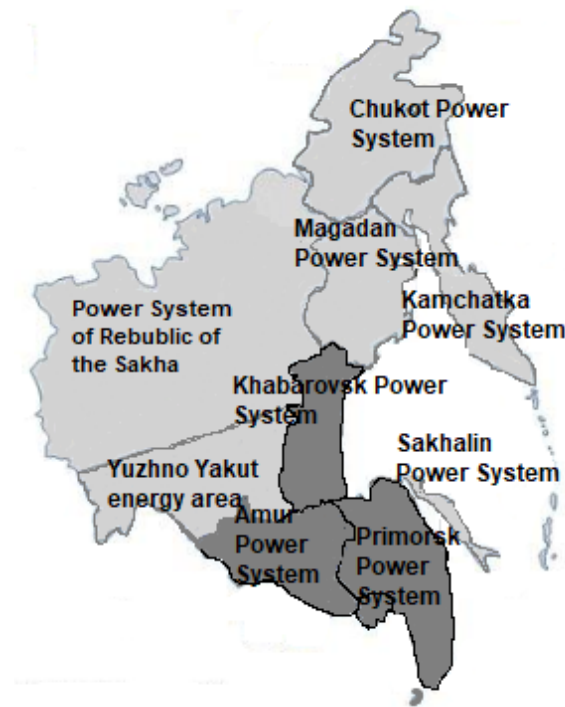 Chukot Power
System
Magadan
Power System
Kamchatka
Power System
Power System
of Rebublic of
the Sakha
Khabarovsk Power
System
Sakhalin
Power System
Yuzhno Yakut
energy area
Amur
Power
System
Primorsk
Power
System